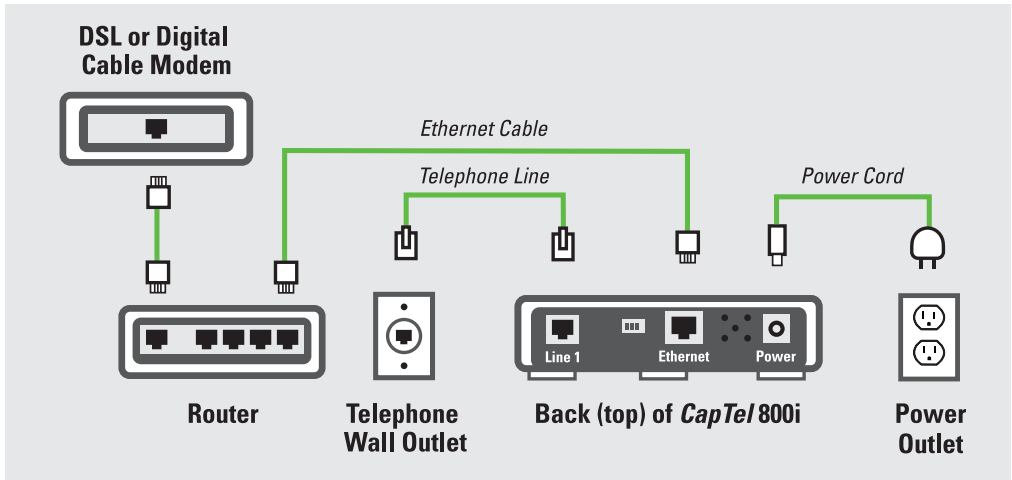 DSL or Digital
Cable Modem
Ethernet Cable
Telephone Line
Power Cord
Line 1
Ethernet
Power
Router
Telephone
Wall Outlet
Back (top) of CapTel 800i
Power
Outlet